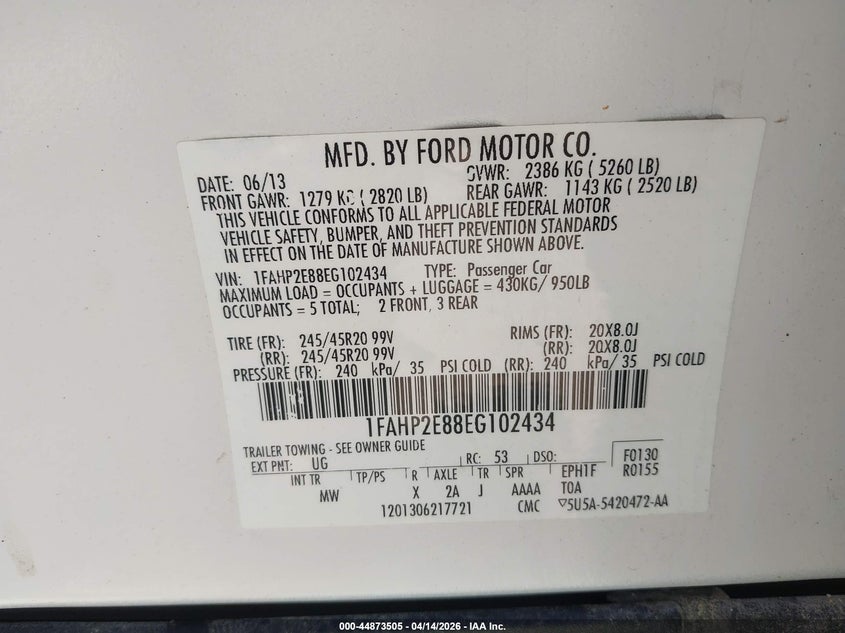 MFD. BY FORD MOTOR CO.
DATE: 06/13 GVWR: 2386 KG ( 5260 LB)
FRONT GAWR: 1279 KG ( 2820 LB) REAR GAWR: 1143 KG ( 2520 LB)
THIS VEHICLE CONFORMS TO ALL APPLICABLE FEDERAL MOTOR
VEHICLE SAFETY, BUMPER, AND THEFT PREVENTION STANDARDS
IN EFFECT ON THE DATE OF MANUFACTURE SHOWN ABOVE.
VIN: 1FAHP2E88EG102434 TYPE: Passenger Car
MAXIMUM LOAD = OCCUPANTS + LUGGAGE = 430KG/ 950LB
OCCUPANTS = 5 TOTAL; 2 FRONT, 3 REAR
TIRE (FR): 245/45R20 99V RIMS (FR): 20X8.0J
(RR): 245/45R20 99V (RR): 20X8.0J
PRESSURE (FR): 240 kPa/ 35 PSI COLD (RR): 240 kPa/ 35 PSI COLD
1FAHP2E88EG102434
TRAILER TOWING - SEE OWNER GUIDE
EXT PNT: UG RC: 53 DSO: F0130
R0155
INT TR TP/PS R AXLE TR SPR EPH1F
MW X 2A J AAAA TOA
1201306217721 CMC ▽5U5A-5420472-AA
000-44873505 - 04/14/2026 - IAA Inc.